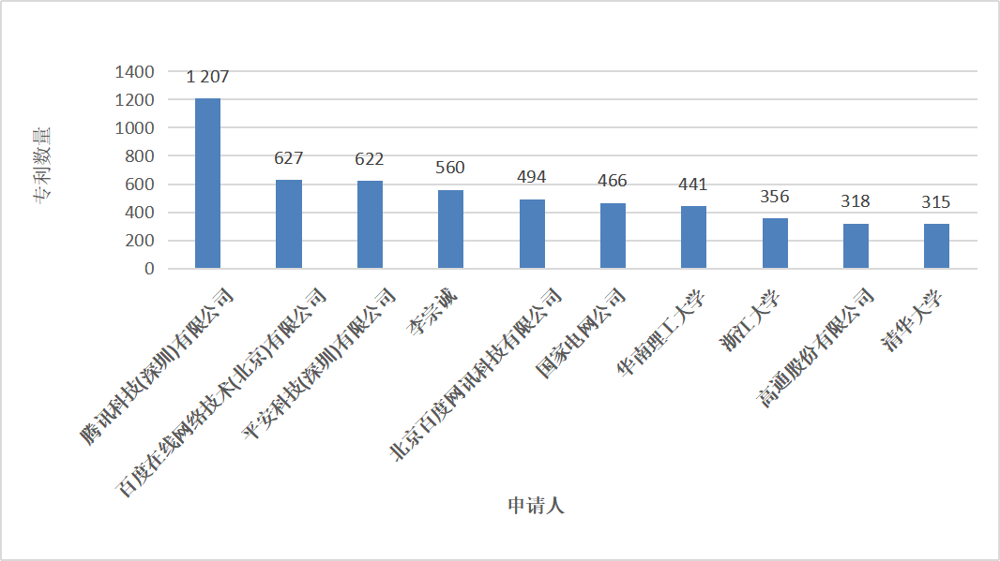 专利数量
1400
1200
1000
800
600
400
200
0
1 207
627
622
560
494
466
441
356
318
315
腾讯科技(深圳)有限公司
百度在线网络技术(北京)有限公司
平安科技(深圳)有限公司
李宗诚
北京百度网讯科技有限公司
国家电网公司
华南理工大学
浙江大学
高通股份有限公司
清华大学
申请人